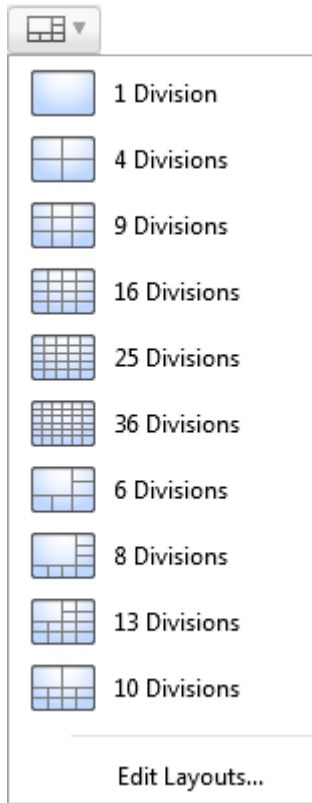 1 Division
4 Divisions
9 Divisions
16 Divisions
25 Divisions
36 Divisions
6 Divisions
8 Divisions
13 Divisions
10 Divisions
Edit Layouts...